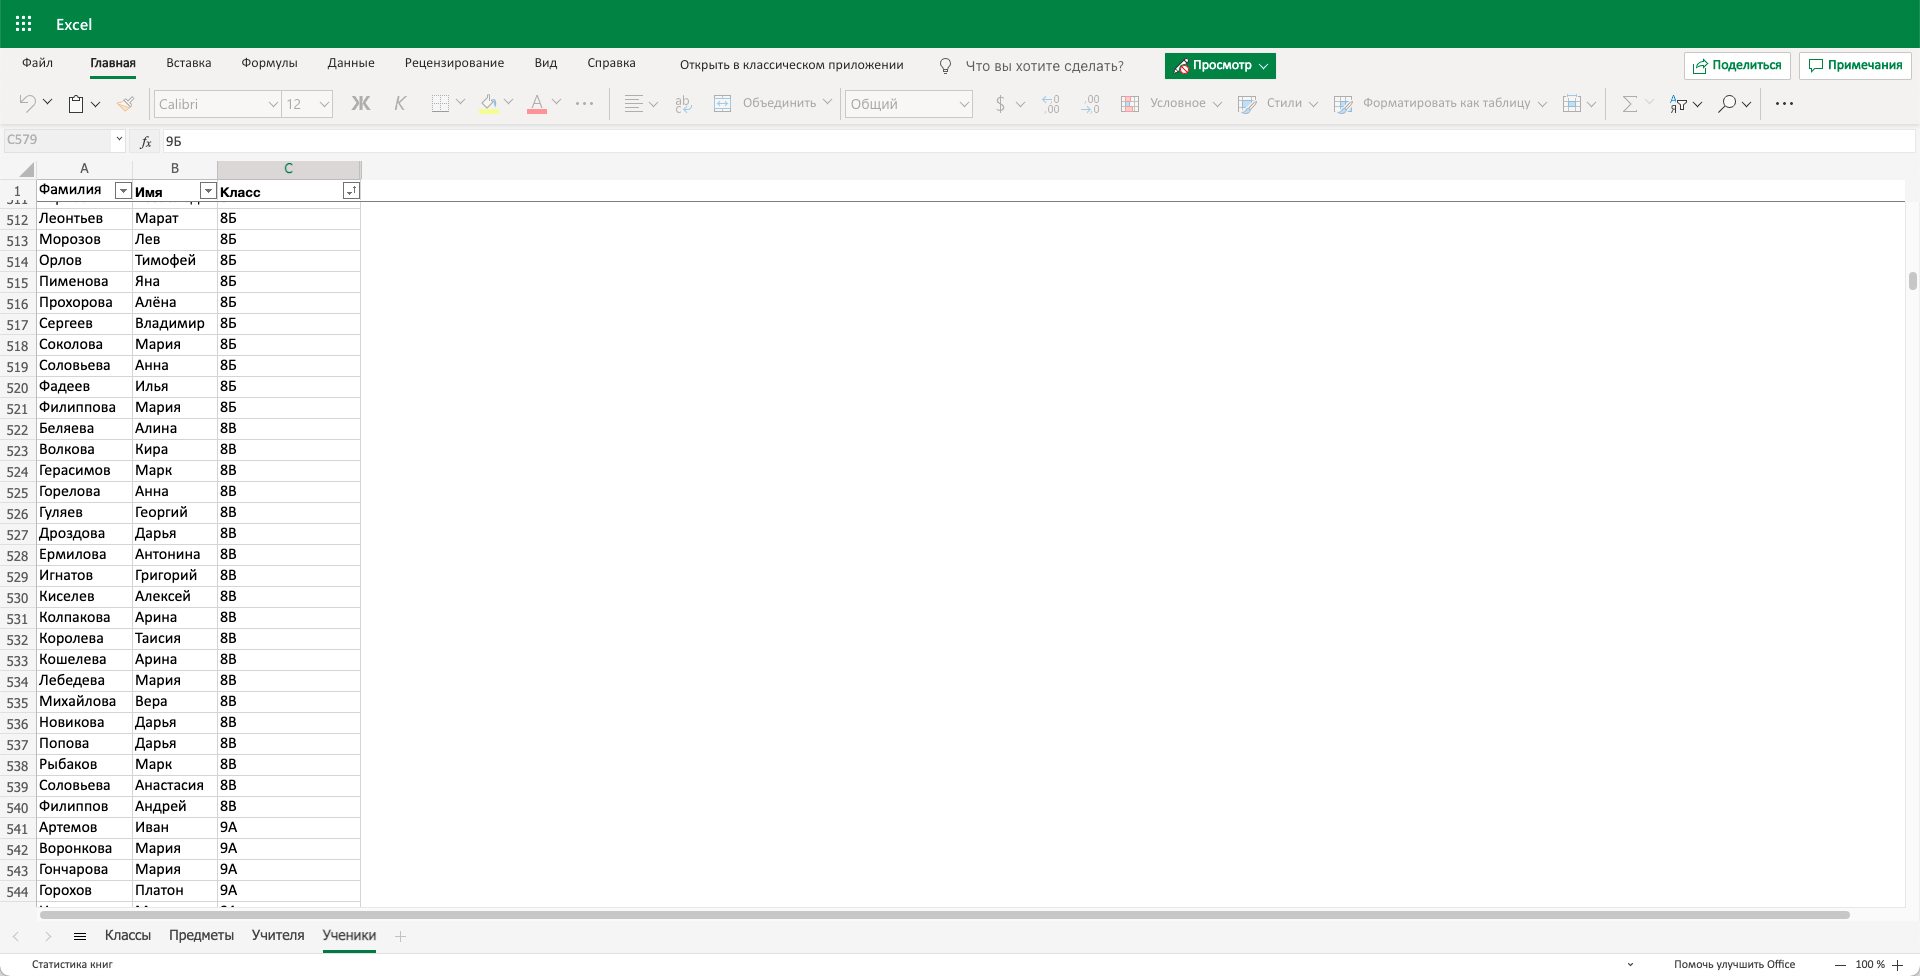 Excel
Файл Главная Вставка Формулы Данные Рецензирование Вид Справка Открыть в классическом приложении Что вы хотите сделать? Просмотр Поделиться Примечания
Calibri 12 Ж К А ab Объединить Общий $ Условное Стили Форматировать как таблицу
C579 fx 9Б
A B C
1 Фамилия Имя Класс
512 Леонтьев Марат 8Б
513 Морозов Лев 8Б
514 Орлов Тимофей 8Б
515 Пименова Яна 8Б
516 Прохорова Алёна 8Б
517 Сергеев Владимир 8Б
518 Соколова Мария 8Б
519 Соловьева Анна 8Б
520 Фадеев Илья 8Б
521 Филиппова Мария 8Б
522 Беляева Алина 8В
523 Волкова Кира 8В
524 Герасимов Марк 8В
525 Горелова Анна 8В
526 Гуляев Георгий 8В
527 Дроздова Дарья 8В
528 Ермилова Антонина 8В
529 Игнатов Григорий 8В
530 Киселев Алексей 8В
531 Колпакова Арина 8В
532 Королева Таисия 8В
533 Кошелева Арина 8В
534 Лебедева Мария 8В
535 Михайлова Вера 8В
536 Новикова Дарья 8В
537 Попова Дарья 8В
538 Рыбаков Марк 8В
539 Соловьева Анастасия 8В
540 Филиппов Андрей 8В
541 Артемов Иван 9А
542 Воронкова Мария 9А
543 Гончарова Мария 9А
544 Горохов Платон 9А
Классы Предметы Учителя Ученики
Статистика книг Помочь улучшить Office 100 %